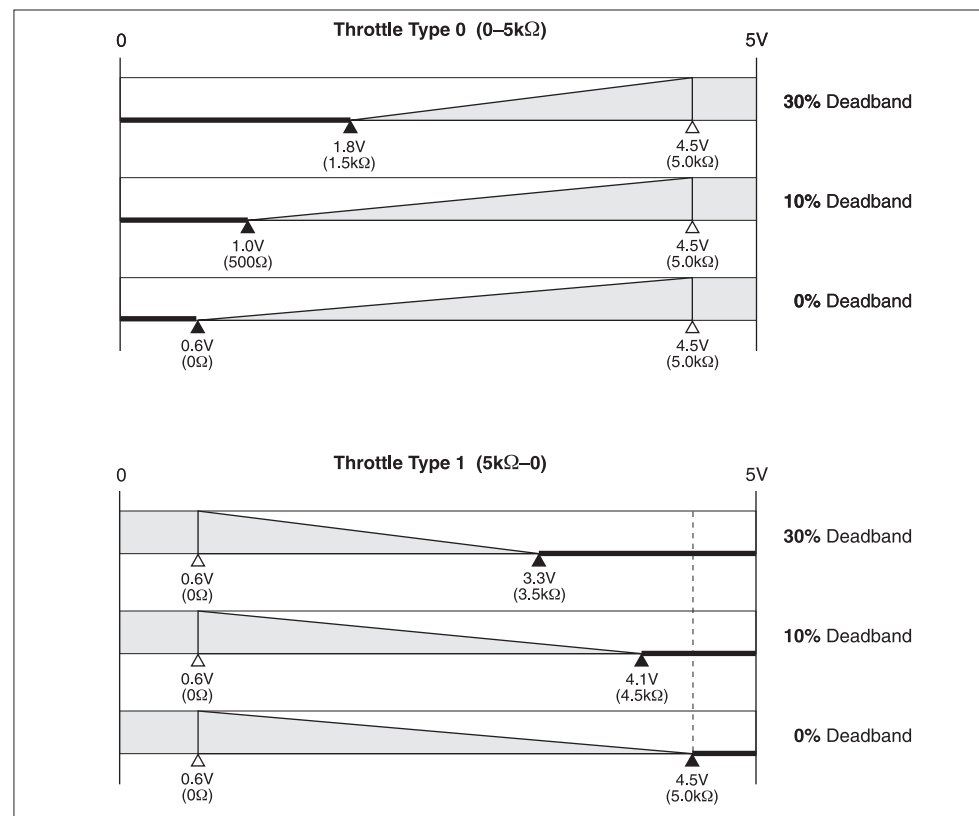 Throttle Type 0 (0–5kΩ)
0 5V
30% Deadband
1.8V 4.5V
(1.5kΩ) (5.0kΩ)
10% Deadband
1.0V 4.5V
(500Ω) (5.0kΩ)
0% Deadband
0.6V 4.5V
(0Ω) (5.0kΩ)
Throttle Type 1 (5kΩ–0)
0 5V
30% Deadband
0.6V 3.3V
(0Ω) (3.5kΩ)
10% Deadband
0.6V 4.1V
(0Ω) (4.5kΩ)
0% Deadband
0.6V 4.5V
(0Ω) (5.0kΩ)